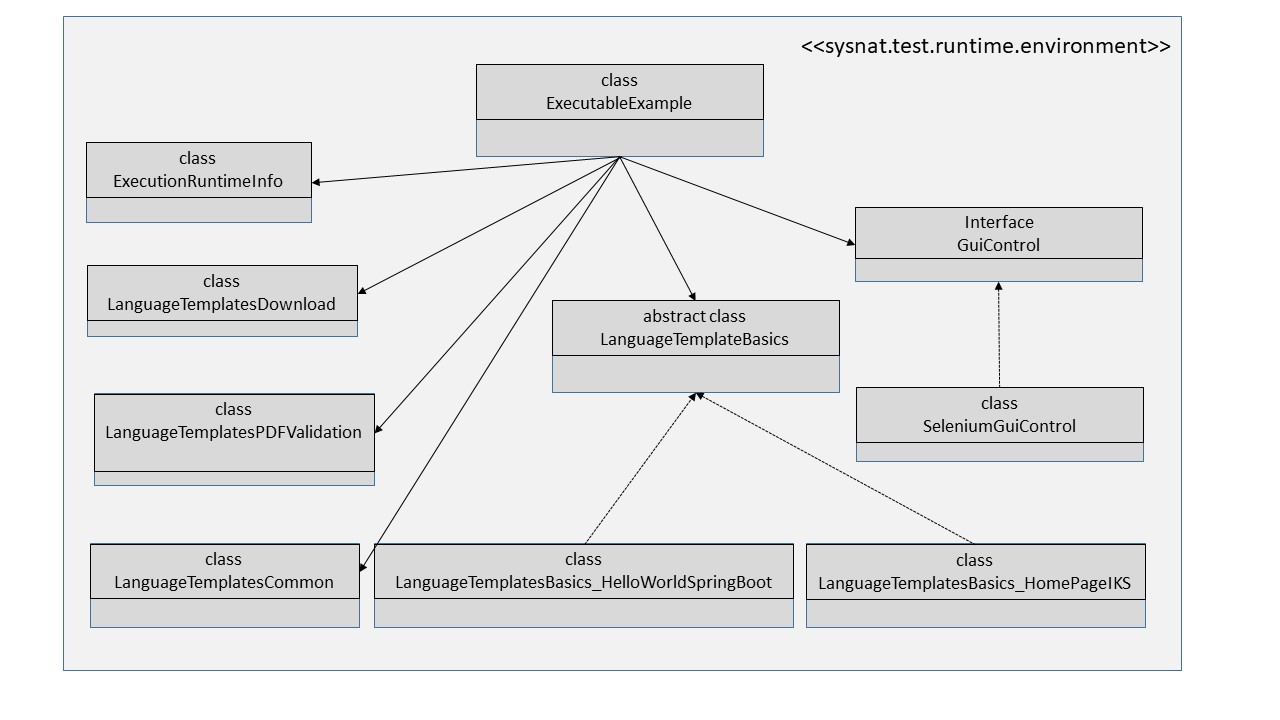 <<sysnat.test.runtime.environment>>
class
ExecutableExample
class
ExecutionRuntimeInfo
Interface
GuiControl
class
LanguageTemplatesDownload
abstract class
LanguageTemplateBasics
class
LanguageTemplatesPDFValidation
class
SeleniumGuiControl
class
LanguageTemplatesCommon
class
LanguageTemplatesBasics_HelloWorldSpringBoot
class
LanguageTemplatesBasics_HomePageIKS